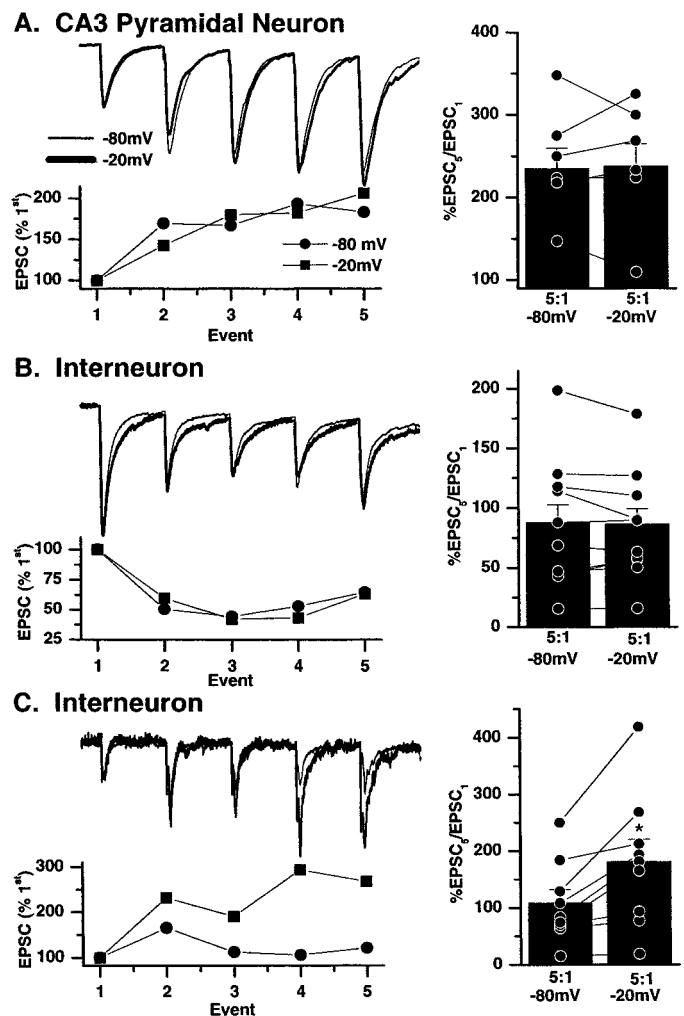 A. CA3 Pyramidal Neuron
-80mV
-20mV
EPSC (% 1st)
200
150
100
-80 mV
-20mV
1 2 3 4 5
Event
%EPSC5/EPSC1
400
300
200
100
5:1 5:1
-80mV -20mV
B. Interneuron
EPSC (% 1st)
100
75
50
25
1 2 3 4 5
Event
%EPSC5/EPSC1
200
150
100
50
0
5:1 5:1
-80mV -20mV
C. Interneuron
EPSC (% 1st)
300
200
100
1 2 3 4 5
Event
%EPSC5/EPSC1
400
300
200
100
0
*
5:1 5:1
-80mV -20mV